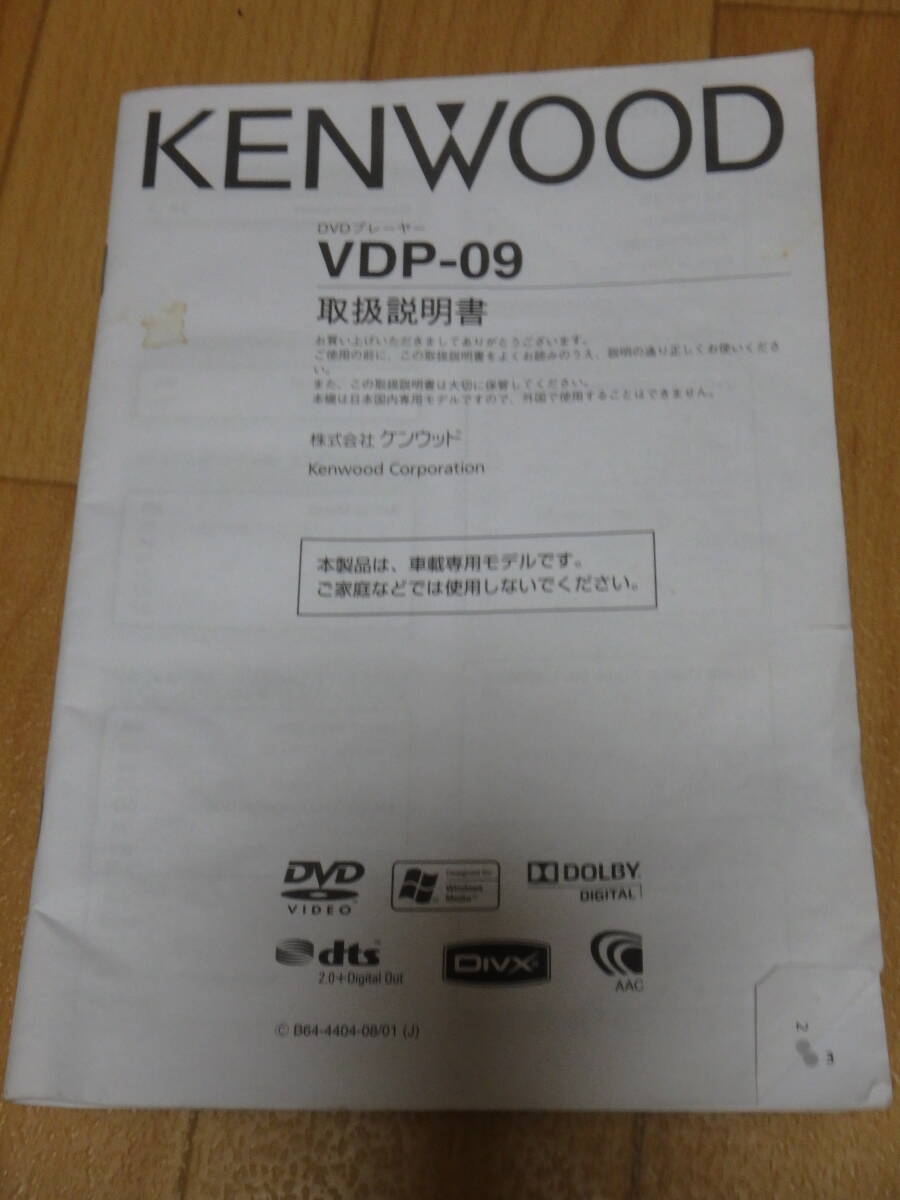 KENWOOD
DVDプレーヤー
VDP-09
取扱説明書
お買い上げいただきましてありがとうございます。
ご使用の前に、この取扱説明書をよくお読みのうえ、説明の通り正しくお使いくださ
い。
また、この取扱説明書は大切に保管してください。
本機は日本国内専用モデルですので、外国で使用することはできません。
株式会社 ケンウッド
Kenwood Corporation
本製品は、車載専用モデルです。
ご家庭などでは使用しないでください。
DVD
VIDEO™
Designed for
Windows
Media™
DOLBY
DIGITAL
dts
2.0+Digital Out
DIVX
AAC
© B64-4404-08/01 (J)